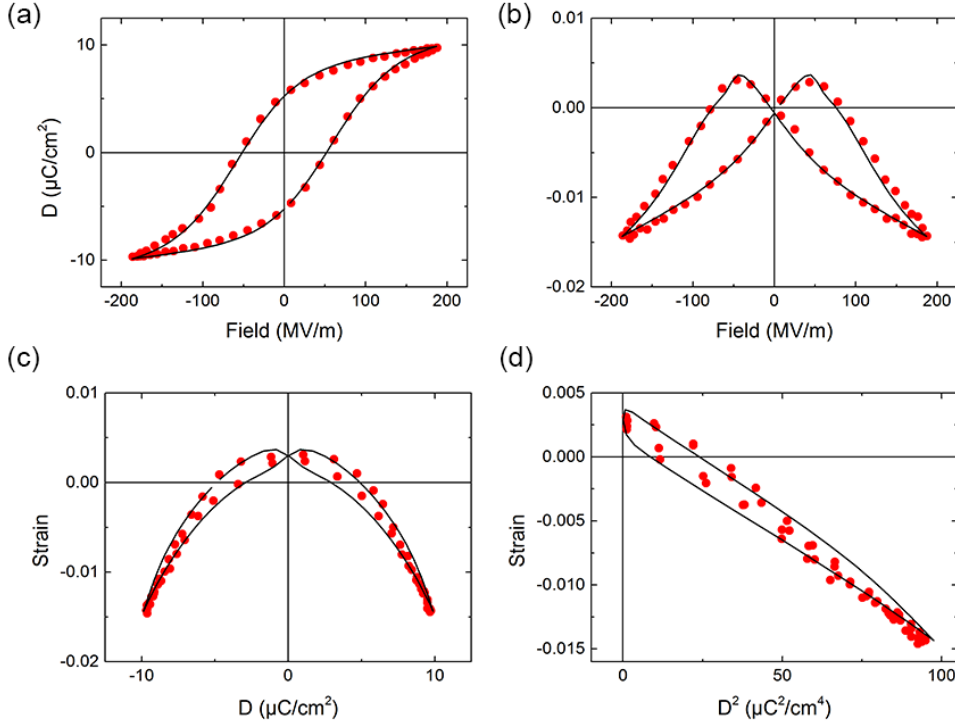 (a)
10
0
-10
D (μC/cm²)
-200 -100 0 100 200
Field (MV/m)
(b)
0.01
0.00
-0.01
-0.02
-200 -100 0 100 200
Field (MV/m)
(c)
0.01
0.00
-0.01
-0.02
Strain
-10 0 10
D (μC/cm²)
(d)
0.005
0.000
-0.005
-0.010
-0.015
Strain
0 50 100
D² (μC²/cm⁴)